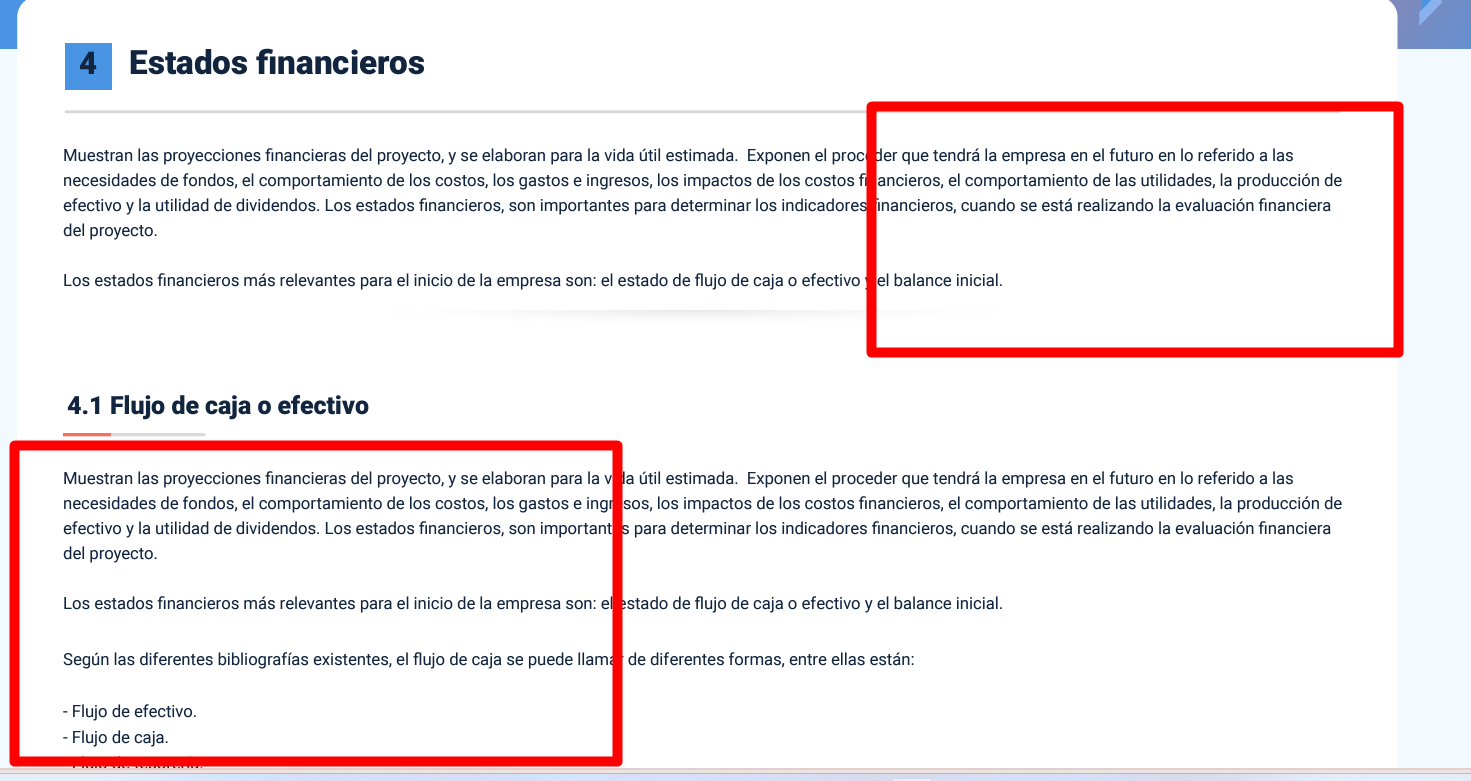 4 Estados financieros
Muestran las proyecciones financieras del proyecto, y se elaboran para la vida útil estimada. Exponen el proceder que tendrá la empresa en el futuro en lo referido a las
necesidades de fondos, el comportamiento de los costos, los gastos e ingresos, los impactos de los costos financieros, el comportamiento de las utilidades, la producción de
efectivo y la utilidad de dividendos. Los estados financieros, son importantes para determinar los indicadores financieros, cuando se está realizando la evaluación financiera
del proyecto.
Los estados financieros más relevantes para el inicio de la empresa son: el estado de flujo de caja o efectivo y el balance inicial.
4.1 Flujo de caja o efectivo
Muestran las proyecciones financieras del proyecto, y se elaboran para la vida útil estimada. Exponen el proceder que tendrá la empresa en el futuro en lo referido a las
necesidades de fondos, el comportamiento de los costos, los gastos e ingresos, los impactos de los costos financieros, el comportamiento de las utilidades, la producción de
efectivo y la utilidad de dividendos. Los estados financieros, son importantes para determinar los indicadores financieros, cuando se está realizando la evaluación financiera
del proyecto.
Los estados financieros más relevantes para el inicio de la empresa son: el estado de flujo de caja o efectivo y el balance inicial.
Según las diferentes bibliografías existentes, el flujo de caja se puede llamar de diferentes formas, entre ellas están:
- Flujo de efectivo.
- Flujo de caja.